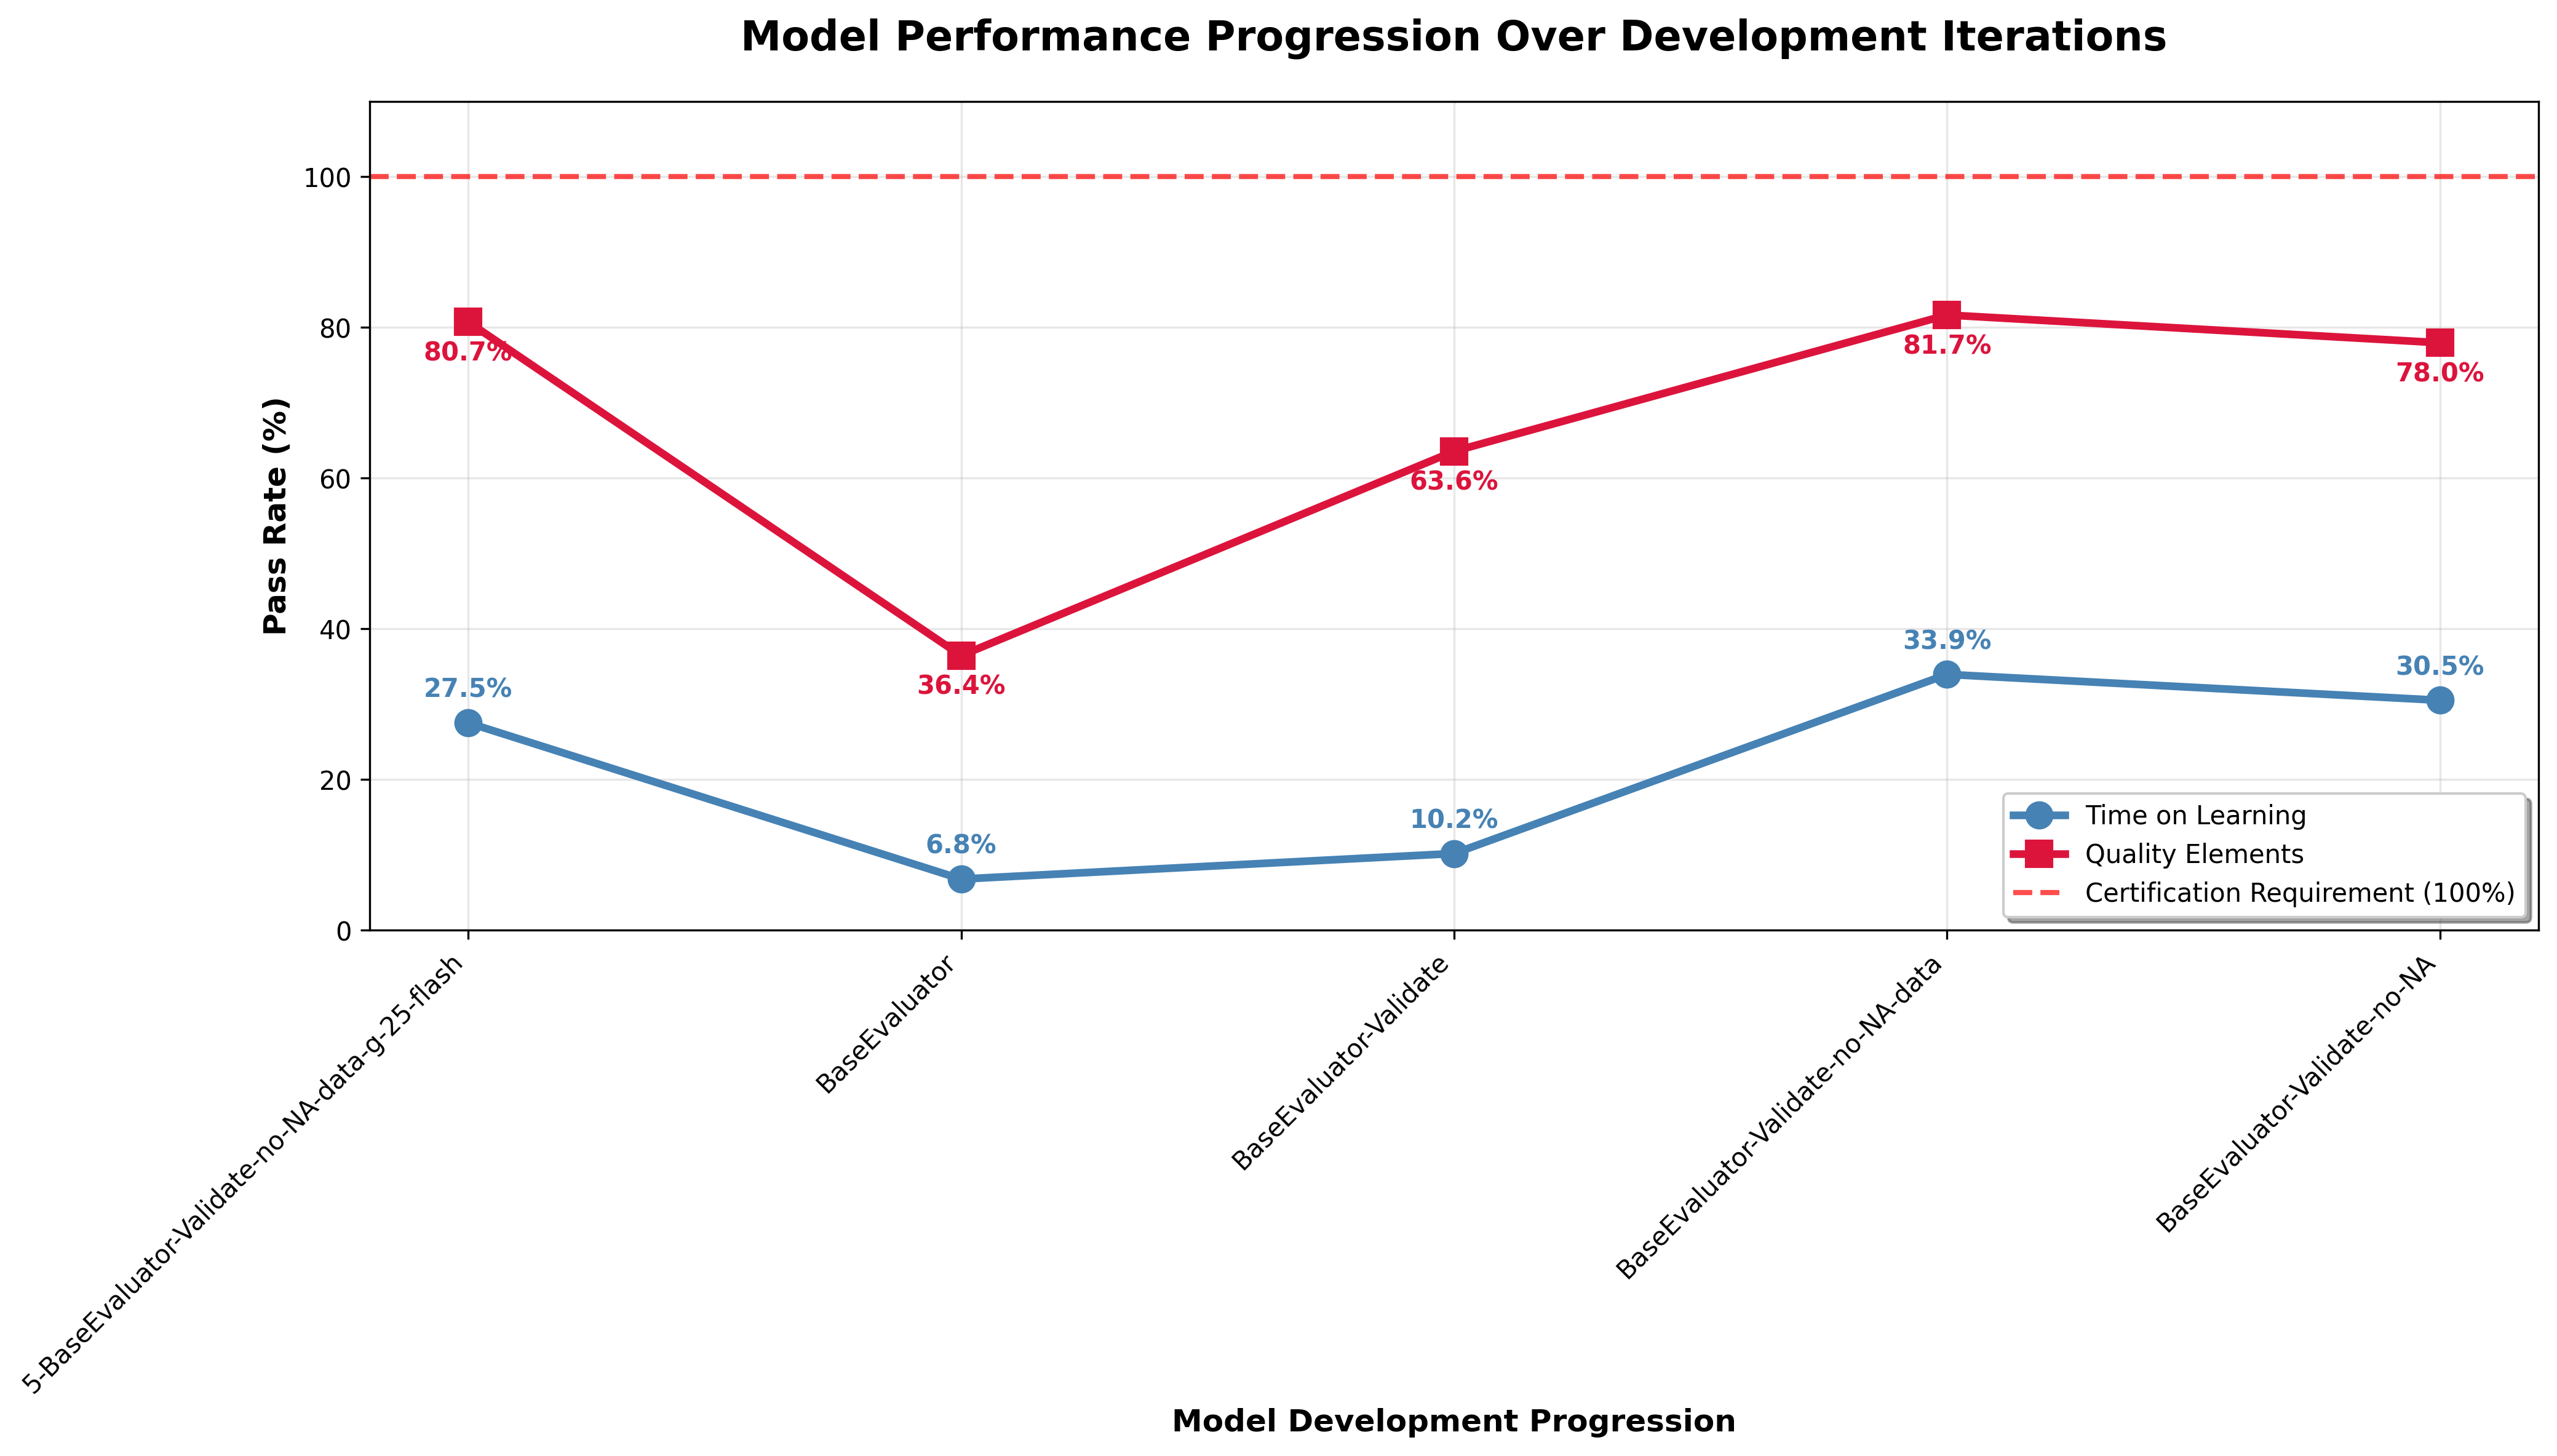 Model Performance Progression Over Development Iterations
Pass Rate (%)
100
80
60
40
20
0
80.7%
36.4%
63.6%
81.7%
78.0%
27.5%
6.8%
10.2%
33.9%
30.5%
Time on Learning
Quality Elements
Certification Requirement (100%)
5-BaseEvaluator-Validate-no-NA-data-g-25-flash
BaseEvaluator
BaseEvaluator-Validate
BaseEvaluator-Validate-no-NA-data
BaseEvaluator-Validate-no-NA
Model Development Progression